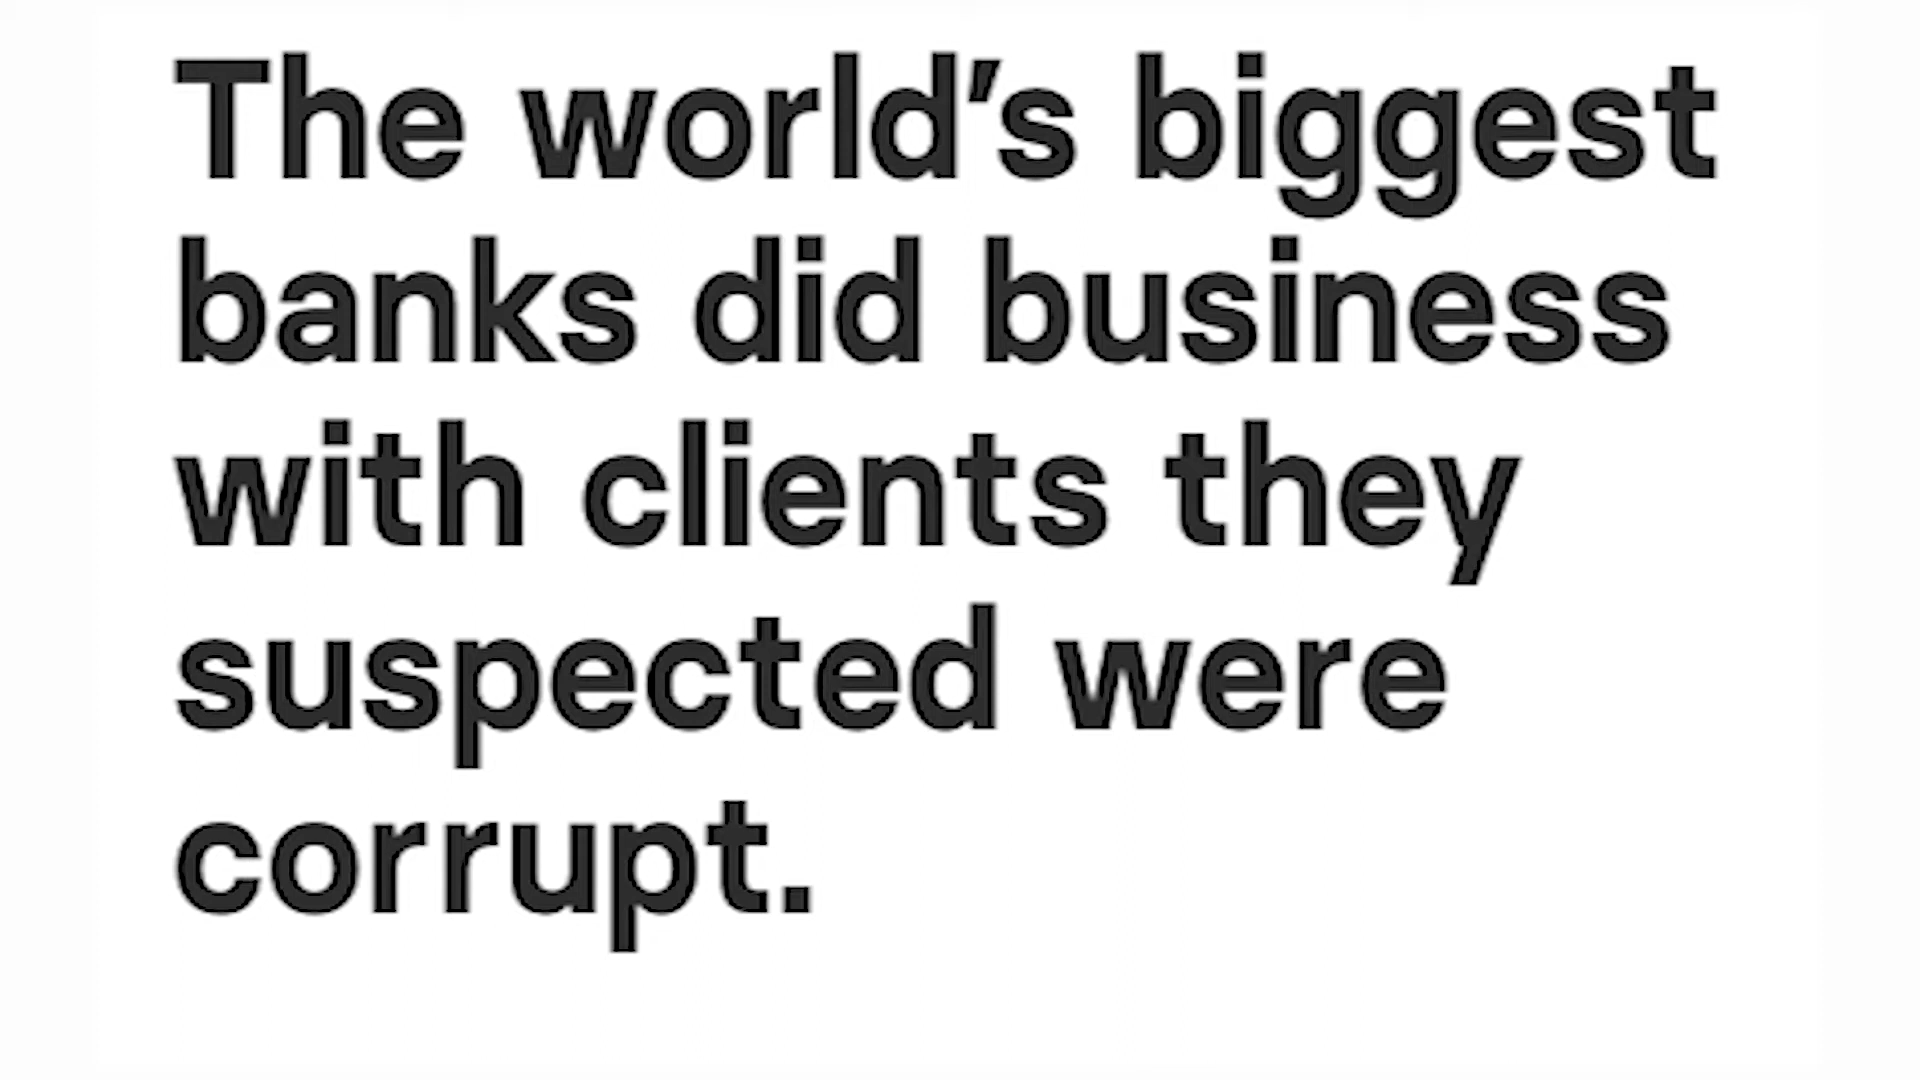 The world’s biggest
banks did business
with clients they
suspected were
corrupt.